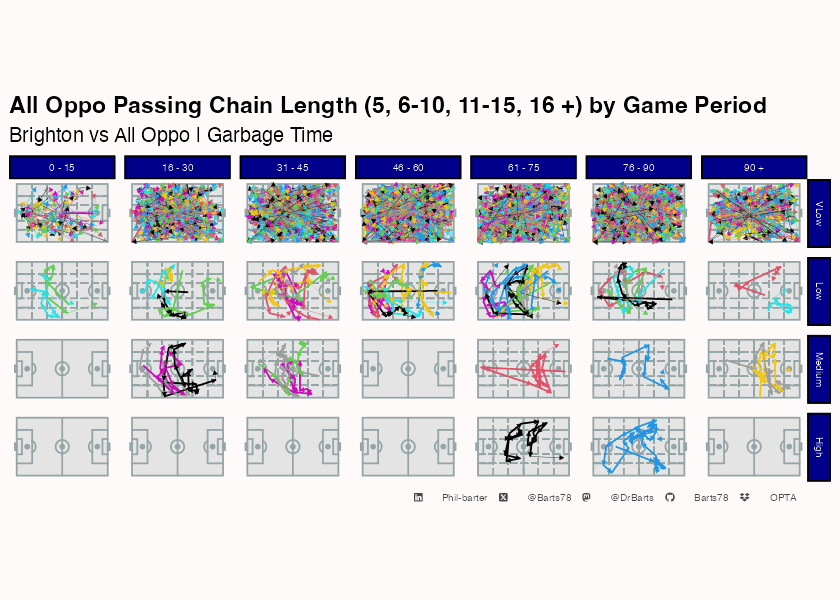 All Oppo Passing Chain Length (5, 6-10, 11-15, 16 +) by Game Period
Brighton vs All Oppo | Garbage Time
0 - 15 16 - 30 31 - 45 46 - 60 61 - 75 76 - 90 90 +
V.Low
Low
Medium
High
Phil-barter @Barts78 @DrBarts Barts78 OPTA